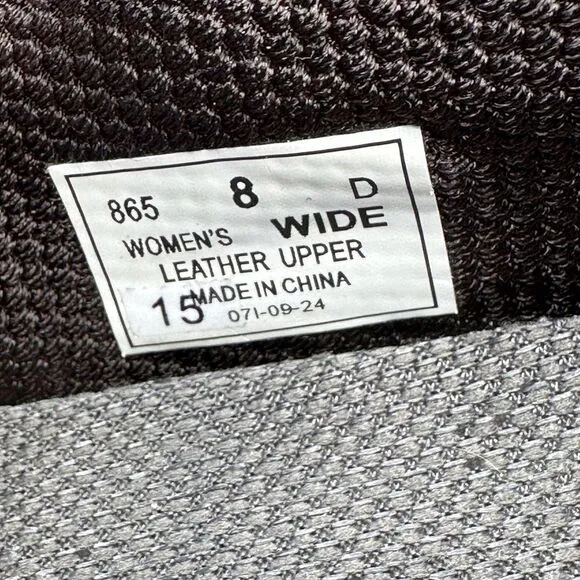 865 8 D
WOMEN'S WIDE
LEATHER UPPER
15 MADE IN CHINA
071-09-24